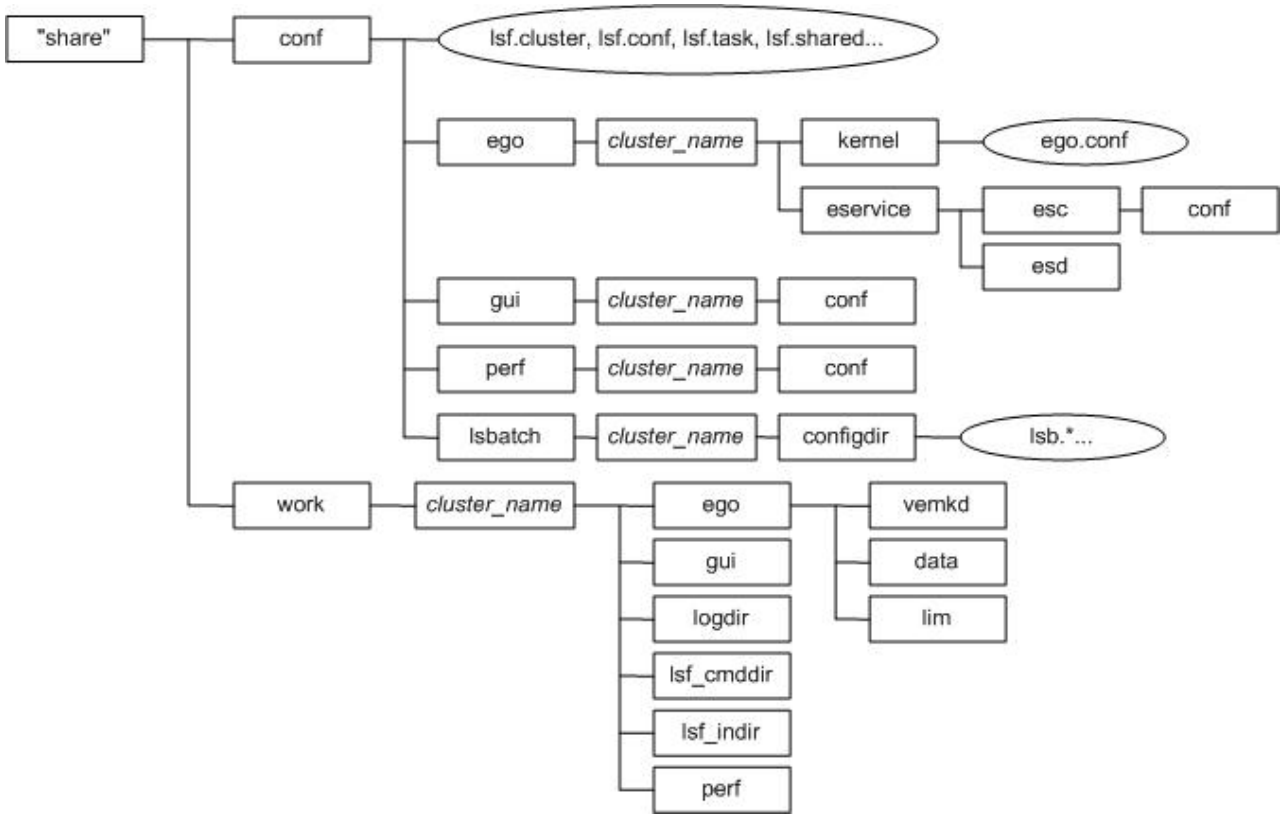 "share"
conf
lsf.cluster, lsf.conf, lsf.task, lsf.shared...
ego
cluster_name
kernel
ego.conf
eservice
esc
conf
esd
gui
cluster_name
conf
perf
cluster_name
conf
lsbatch
cluster_name
configdir
lsb.*...
work
cluster_name
ego
vemkd
gui
data
logdir
lim
lsf_cmddir
lsf_indir
perf